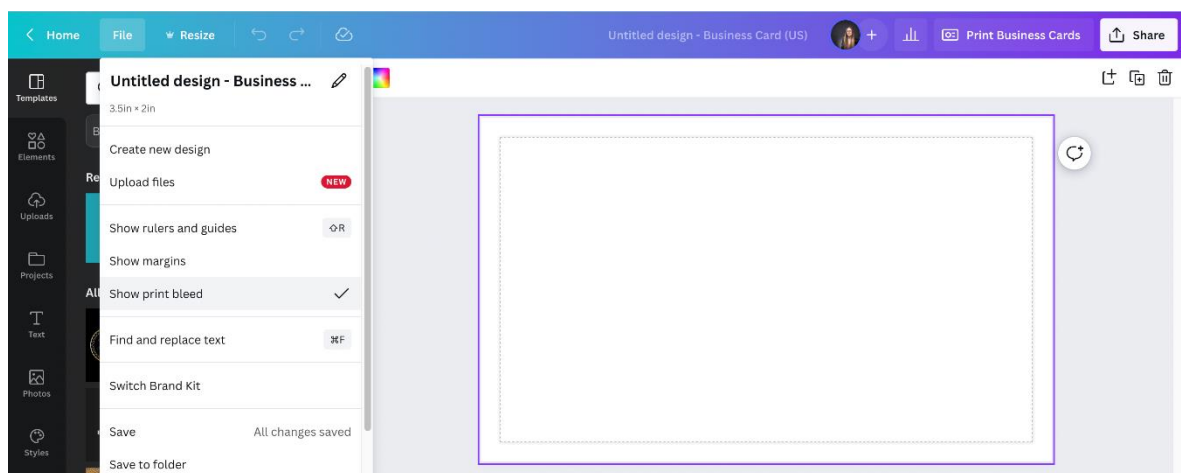 Home
File
Resize
Untitled design - Business Card (US)
+
Print Business Cards
Share
Templates
Elements
Uploads
Projects
Text
Photos
Styles
B
Re
All
Untitled design - Business ...
3.5in × 2in
Create new design
Upload files NEW
Show rulers and guides ⇧R
Show margins
Show print bleed
Find and replace text ⌘F
Switch Brand Kit
Save All changes saved
Save to folder